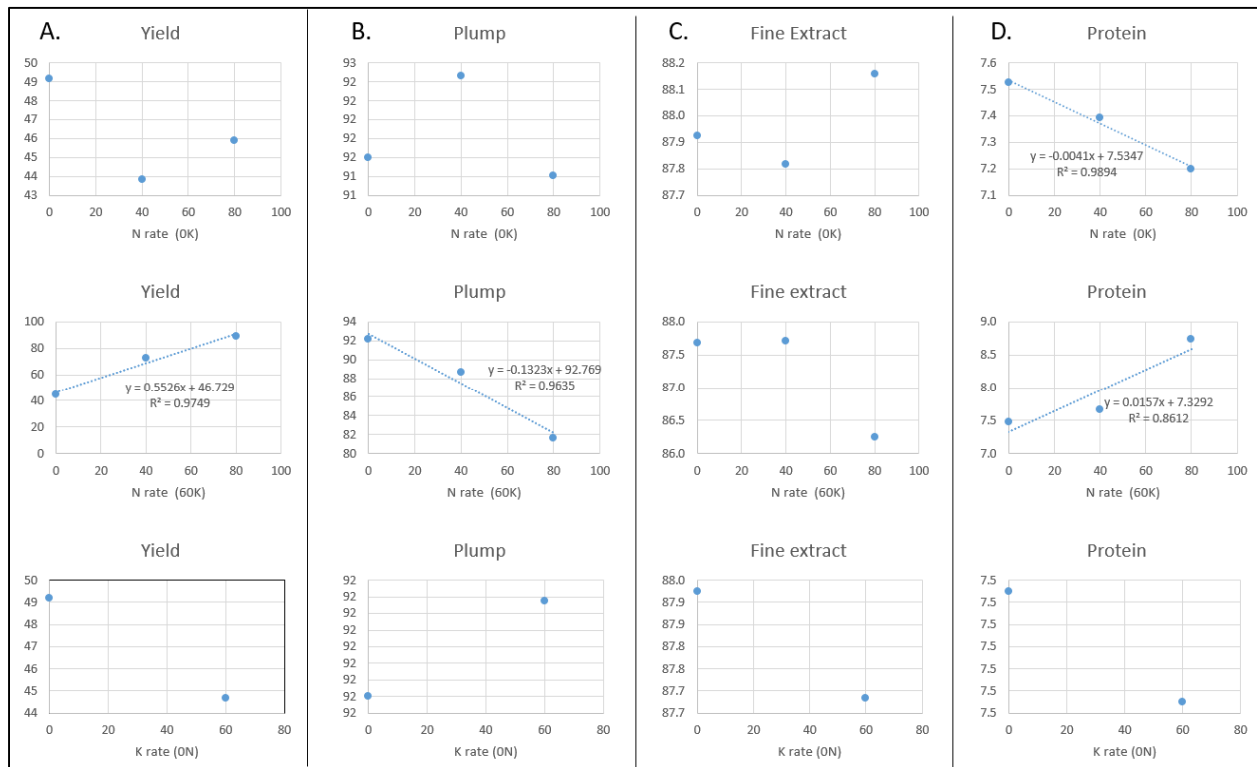 A.
Yield
50
49
48
47
46
45
44
43
0 20 40 60 80 100
N rate (0K)
B.
Plump
93
92
92
92
92
92
91
91
0 20 40 60 80 100
N rate (0K)
C.
Fine Extract
88.2
88.1
88.0
87.9
87.8
87.7
0 20 40 60 80 100
N rate (0K)
D.
Protein
7.6
7.5
7.4
7.3
7.2
7.1
y = -0.0041x + 7.5347
R² = 0.9894
0 20 40 60 80 100
N rate (0K)
Yield
100
80
60
40
20
0
y = 0.5526x + 46.729
R² = 0.9749
0 20 40 60 80 100
N rate (60K)
Plump
94
92
90
88
86
84
82
80
y = -0.1323x + 92.769
R² = 0.9635
0 20 40 60 80 100
N rate (60K)
Fine extract
88.0
87.5
87.0
86.5
86.0
0 20 40 60 80 100
N rate (60K)
Protein
9.0
8.5
8.0
7.5
7.0
y = 0.0157x + 7.3292
R² = 0.8612
0 20 40 60 80 100
N rate (60K)
Yield
50
49
48
47
46
45
44
0 20 40 60 80
K rate (0N)
Plump
92
92
92
92
92
92
92
92
92
0 20 40 60 80
K rate (0N)
Fine extract
88.0
87.9
87.9
87.8
87.8
87.7
87.7
0 20 40 60 80
K rate (0N)
Protein
7.5
7.5
7.5
7.5
7.5
7.5
7.5
0 20 40 60 80
K rate (0N)